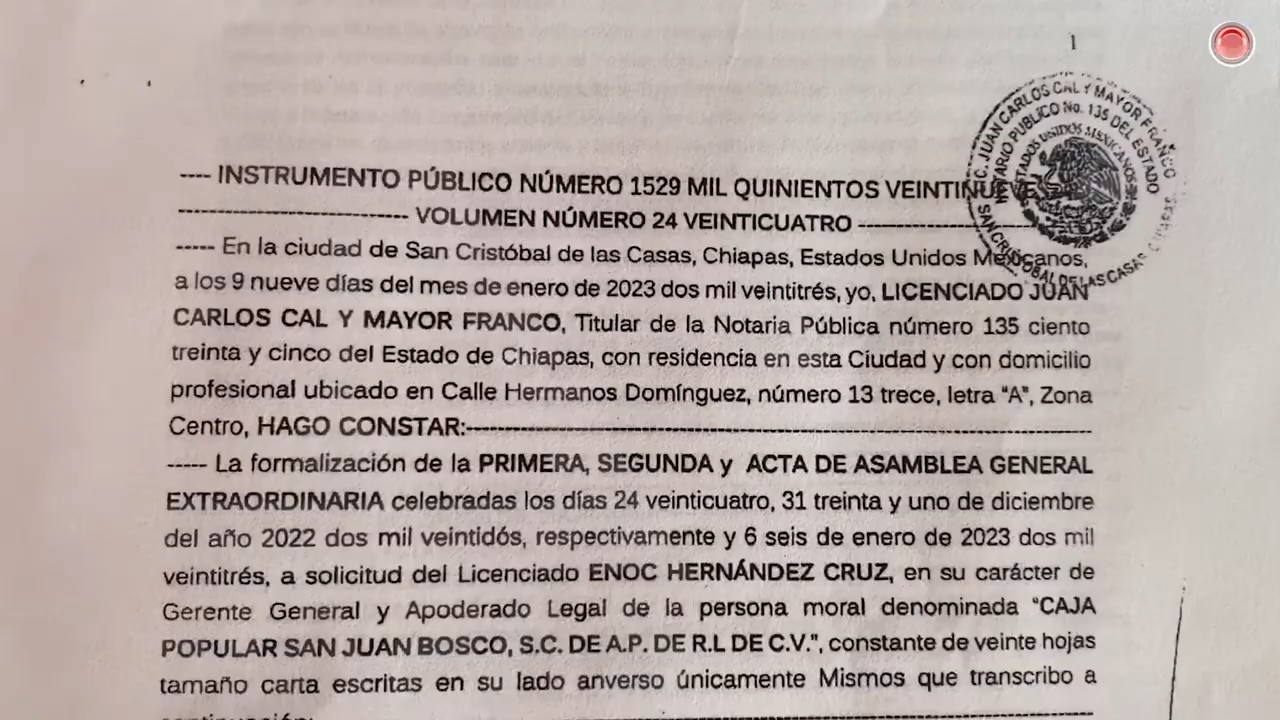 1
---- INSTRUMENTO PÚBLICO NÚMERO 1529 MIL QUINIENTOS VEINTINUEVE
------------------------------ VOLUMEN NÚMERO 24 VEINTICUATRO ------------------------
----- En la ciudad de San Cristóbal de las Casas, Chiapas, Estados Unidos Mexicanos,
a los 9 nueve días del mes de enero de 2023 dos mil veintitrés, yo, LICENCIADO JUAN
CARLOS CAL Y MAYOR FRANCO, Titular de la Notaria Pública número 135 ciento
treinta y cinco del Estado de Chiapas, con residencia en esta Ciudad y con domicilio
profesional ubicado en Calle Hermanos Domínguez, número 13 trece, letra "A", Zona
Centro, HAGO CONSTAR:--------------------------------------------------------------------------------
----- La formalización de la PRIMERA, SEGUNDA y ACTA DE ASAMBLEA GENERAL
EXTRAORDINARIA celebradas los días 24 veinticuatro, 31 treinta y uno de diciembre
del año 2022 dos mil veintidós, respectivamente y 6 seis de enero de 2023 dos mil
veintitrés, a solicitud del Licenciado ENOC HERNÁNDEZ CRUZ, en su carácter de
Gerente General y Apoderado Legal de la persona moral denominada "CAJA
POPULAR SAN JUAN BOSCO, S.C. DE A.P. DE R.L DE C.V.", constante de veinte hojas
tamaño carta escritas en su lado anverso únicamente Mismos que transcribo a
LIC. JUAN CARLOS CAL Y MAYOR FRANCO
NOTARIO PUBLICO No. 135 DEL ESTADO
ESTADOS UNIDOS MEXICANOS
SAN CRISTOBAL DE LAS CASAS